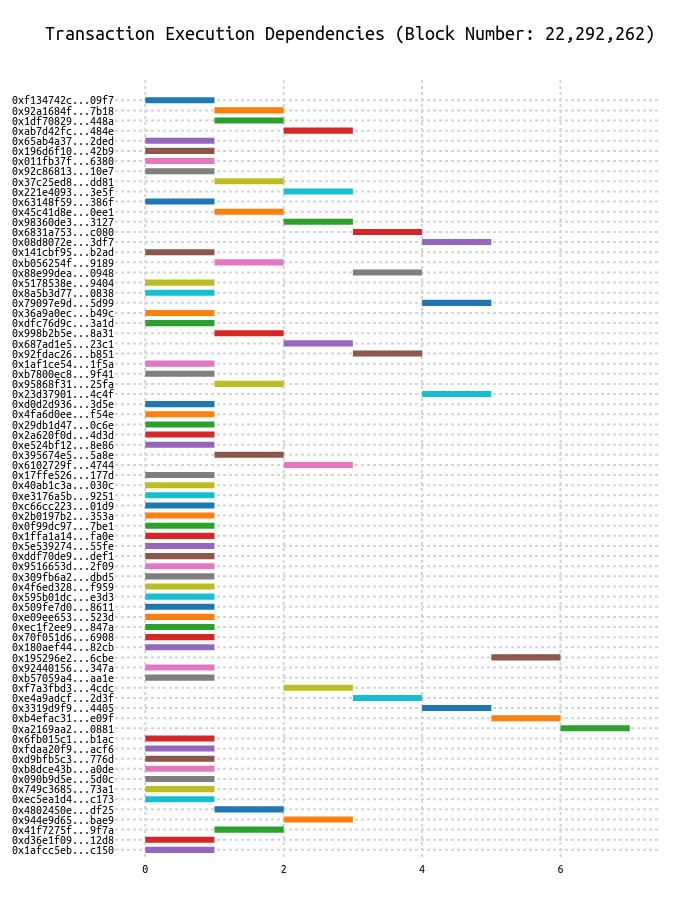 Transaction Execution Dependencies (Block Number: 22,292,262)
0xf134742c...09f7
0x92a1684f...7b18
0x1df70829...448a
0xab7d42fc...484e
0x65ab4a37...2ded
0x196d6f10...42b9
0x011fb37f...6380
0x92c86813...10e7
0x37c25ed8...dd81
0x221e4093...3e5f
0x63148f59...386f
0x45c41d8e...0ee1
0x98360de3...3127
0x6831a753...c080
0x08d8072e...3df7
0x141cbf95...b2ad
0xb056254f...9189
0x88e99dea...0948
0x5178538e...9404
0x8a5b3d77...0838
0x79097e9d...5d99
0x36a9a0ec...b49c
0xdfc76d9c...3a1d
0x998b2b5e...8a31
0x687ad1e5...23c1
0x92fdac26...b851
0x1af1ce54...1f5a
0xb7800ec8...9f41
0x95868f31...25fa
0x23d37901...4c4f
0xd0d2d936...3d5e
0x4fa6d0ee...f54e
0x29db1d47...0c6e
0x2a620f0d...4d3d
0xe524bf12...8e86
0x395674e5...5a8e
0x6102729f...4744
0x17ffe526...177d
0x40ab1c3a...030c
0xe3176a5b...9251
0xc66cc223...01d9
0x2b0197b2...353a
0x0f99dc97...7be1
0x1ffa1a14...fa0e
0x5e539274...55fe
0xddf70de9...def1
0x9516653d...2f09
0x309fb6a2...dbd5
0x4f6ed328...f959
0x595b01dc...e3d3
0x509fe7d0...8611
0xe09ee653...523d
0xec1f2ee9...847a
0x70f051d6...6908
0x180aef44...82cb
0x195296e2...6cbe
0x92440156...347a
0xb57059a4...aa1e
0xf7a3fbd3...4cdc
0xe4a9adcf...2d3f
0x3319d9f9...4405
0xb4efac31...e09f
0xa2169aa2...0881
0x6fb015c1...b1ac
0xfdaa20f9...acf6
0xd9bfb5c3...776d
0xb8dce43b...a0de
0x090b9d5e...5d0c
0x749c3685...73a1
0xec5ea1d4...c173
0x4802450e...df25
0x944e9d65...bae9
0x41f7275f...9f7a
0xd36e1f09...12d8
0x1afcc5eb...c150
0 2 4 6